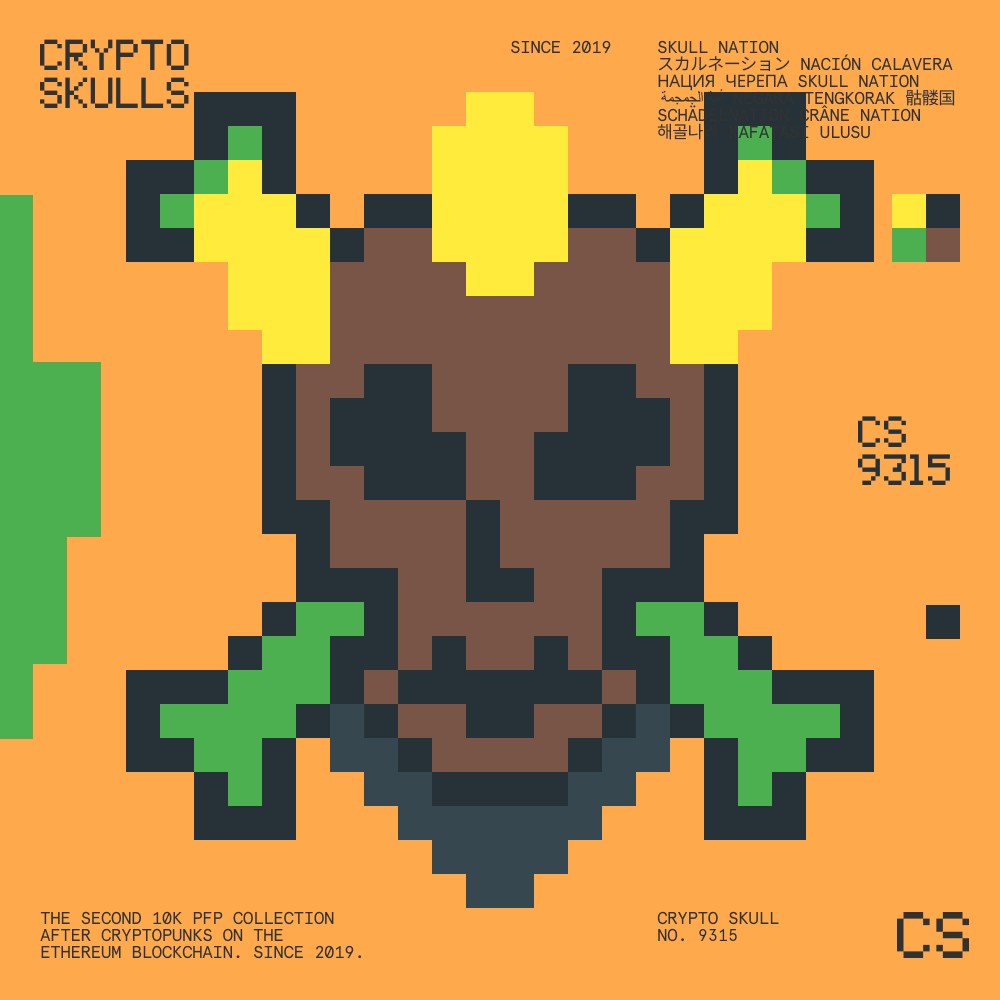 CRYPTO
SKULLS
SINCE 2019
SKULL NATION
スカルネーション NACIÓN CALAVERA
НАЦИЯ ЧЕРЕПА SKULL NATION
الجمجمة TENGKORAK 骷髅国
CRÂNE NATION
해골 ULUSU
CS
9315
THE SECOND 10K PFP COLLECTION
AFTER CRYPTOPUNKS ON THE
ETHEREUM BLOCKCHAIN. SINCE 2019.
CRYPTO SKULL
NO. 9315
CS